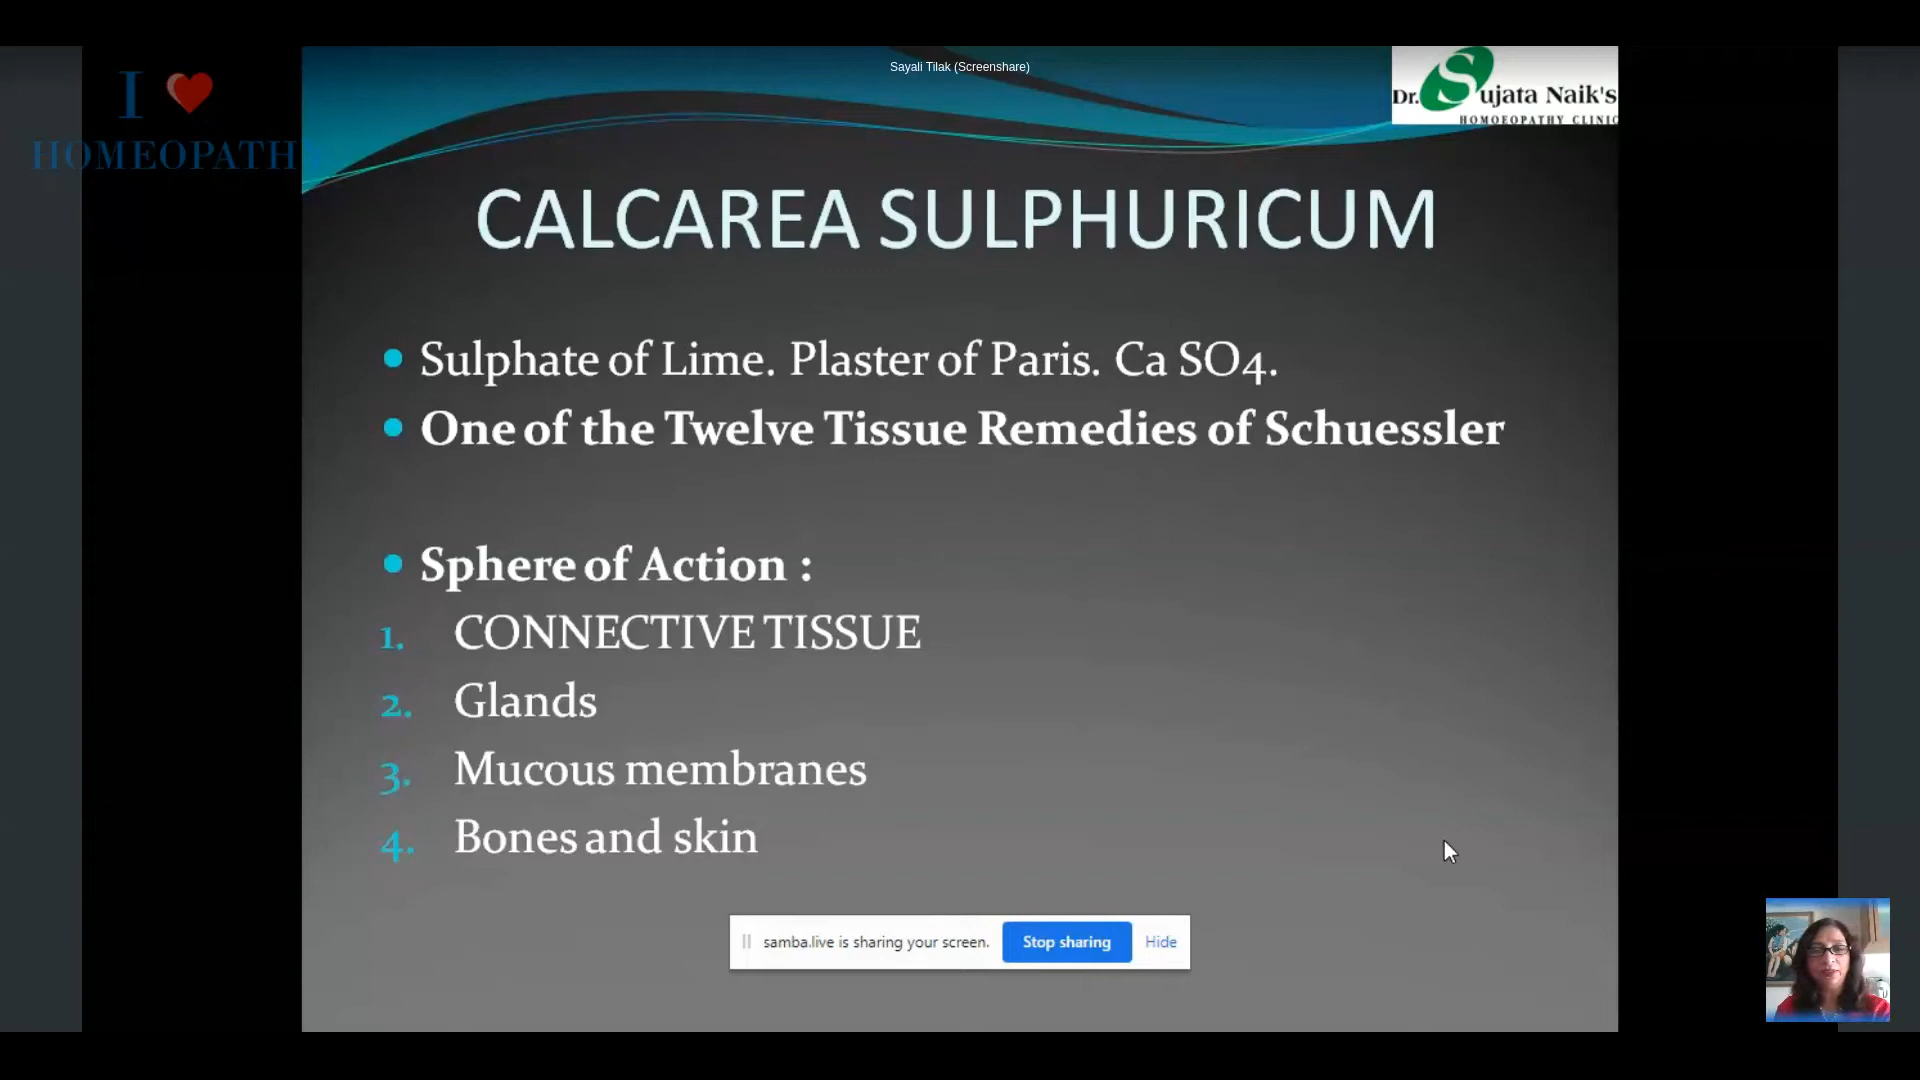 Sayali Tilak (Screenshare)
I
HOMEOPATH
Dr. Sujata Naik's
HOMOEOPATHY CLINIC
CALCAREA SULPHURICUM
Sulphate of Lime. Plaster of Paris. Ca SO4.
One of the Twelve Tissue Remedies of Schuessler
Sphere of Action :
1. CONNECTIVE TISSUE
2. Glands
3. Mucous membranes
4. Bones and skin
samba.live is sharing your screen. Stop sharing Hide